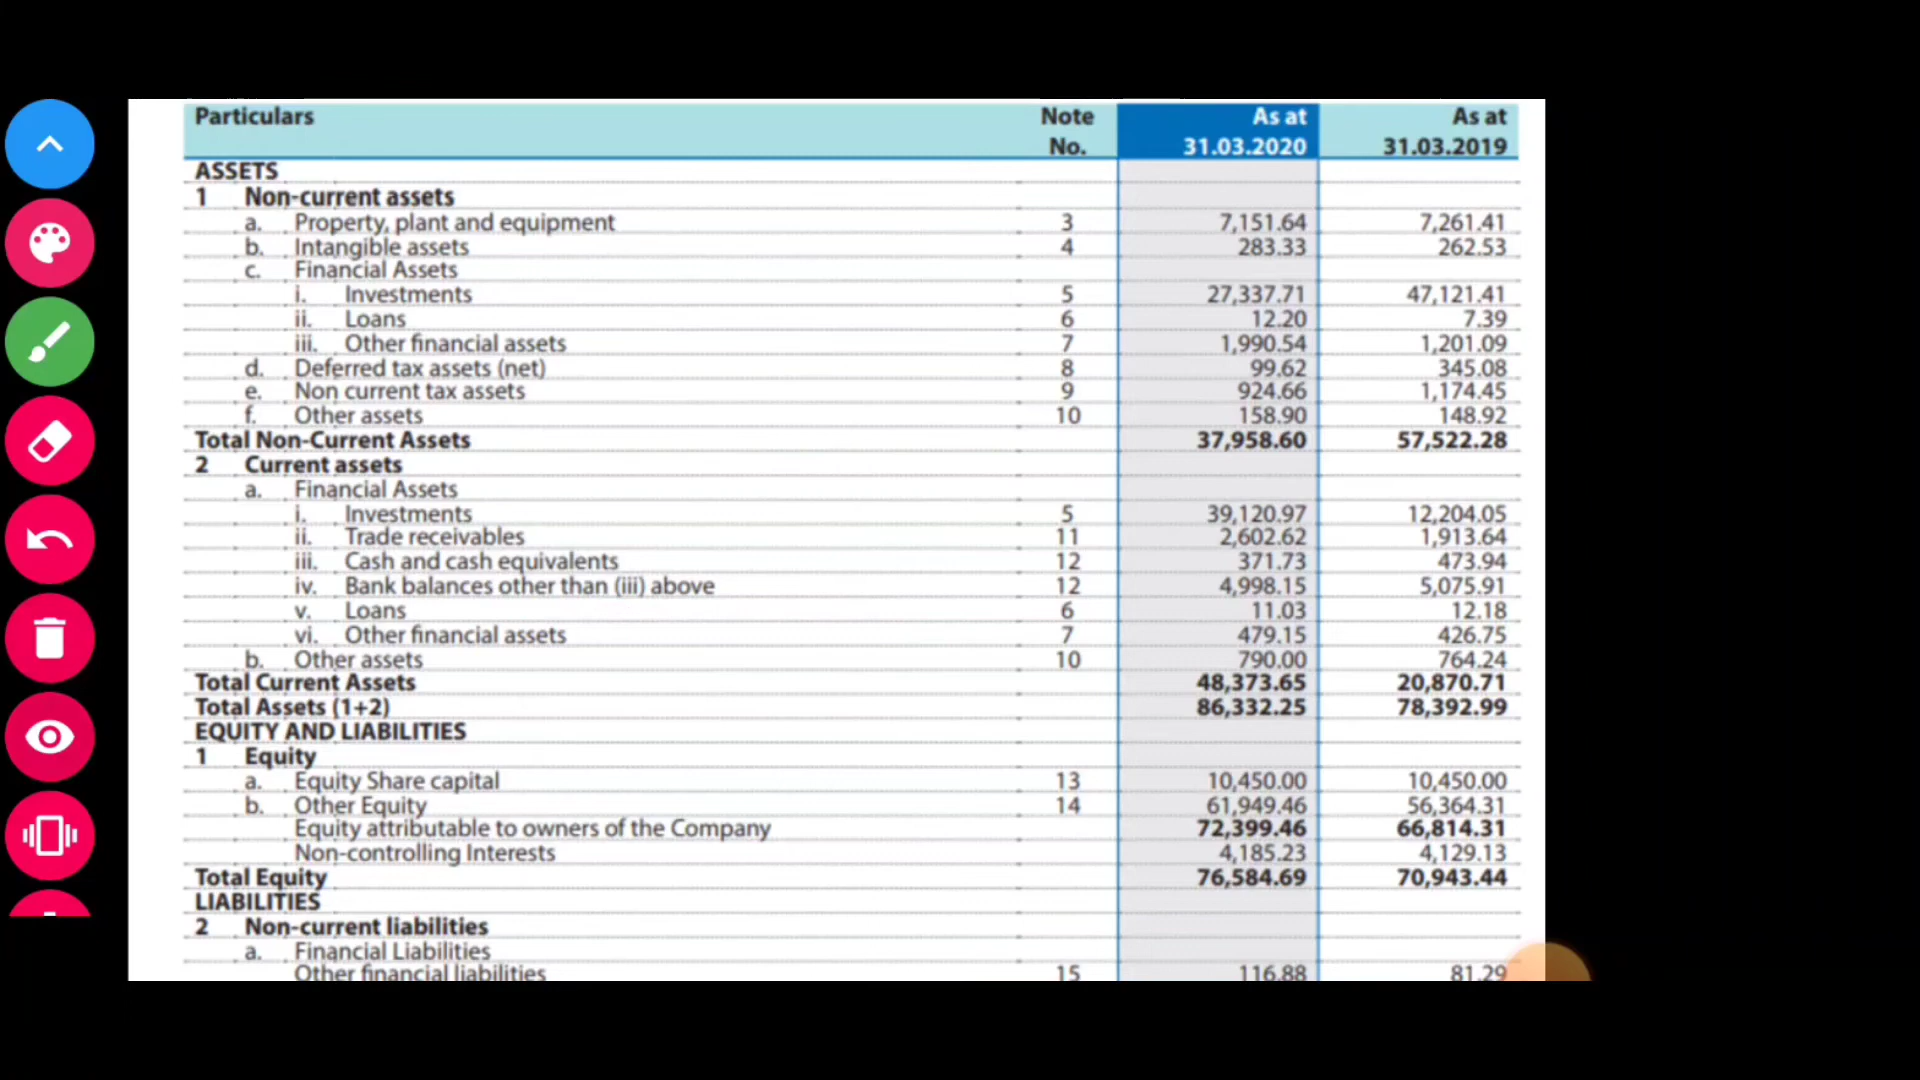 Particulars Note As at As at
No. 31.03.2020 31.03.2019
ASSETS
1 Non-current assets
a. Property, plant and equipment 3 7,151.64 7,261.41
b. Intangible assets 4 283.33 262.53
c. Financial Assets
i. Investments 5 27,337.71 47,121.41
ii. Loans 6 12.20 7.39
iii. Other financial assets 7 1,990.54 1,201.09
d. Deferred tax assets (net) 8 99.62 345.08
e. Non current tax assets 9 924.66 1,174.45
f. Other assets 10 158.90 148.92
Total Non-Current Assets 37,958.60 57,522.28
2 Current assets
a. Financial Assets
i. Investments 5 39,120.97 12,204.05
ii. Trade receivables 11 2,602.62 1,913.64
iii. Cash and cash equivalents 12 371.73 473.94
iv. Bank balances other than (iii) above 12 4,998.15 5,075.91
v. Loans 6 11.03 12.18
vi. Other financial assets 7 479.15 426.75
b. Other assets 10 790.00 764.24
Total Current Assets 48,373.65 20,870.71
Total Assets (1+2) 86,332.25 78,392.99
EQUITY AND LIABILITIES
1 Equity
a. Equity Share capital 13 10,450.00 10,450.00
b. Other Equity 14 61,949.46 56,364.31
Equity attributable to owners of the Company 72,399.46 66,814.31
Non-controlling Interests 4,185.23 4,129.13
Total Equity 76,584.69 70,943.44
LIABILITIES
2 Non-current liabilities
a. Financial Liabilities
Other financial liabilities 15 116.88 81.29